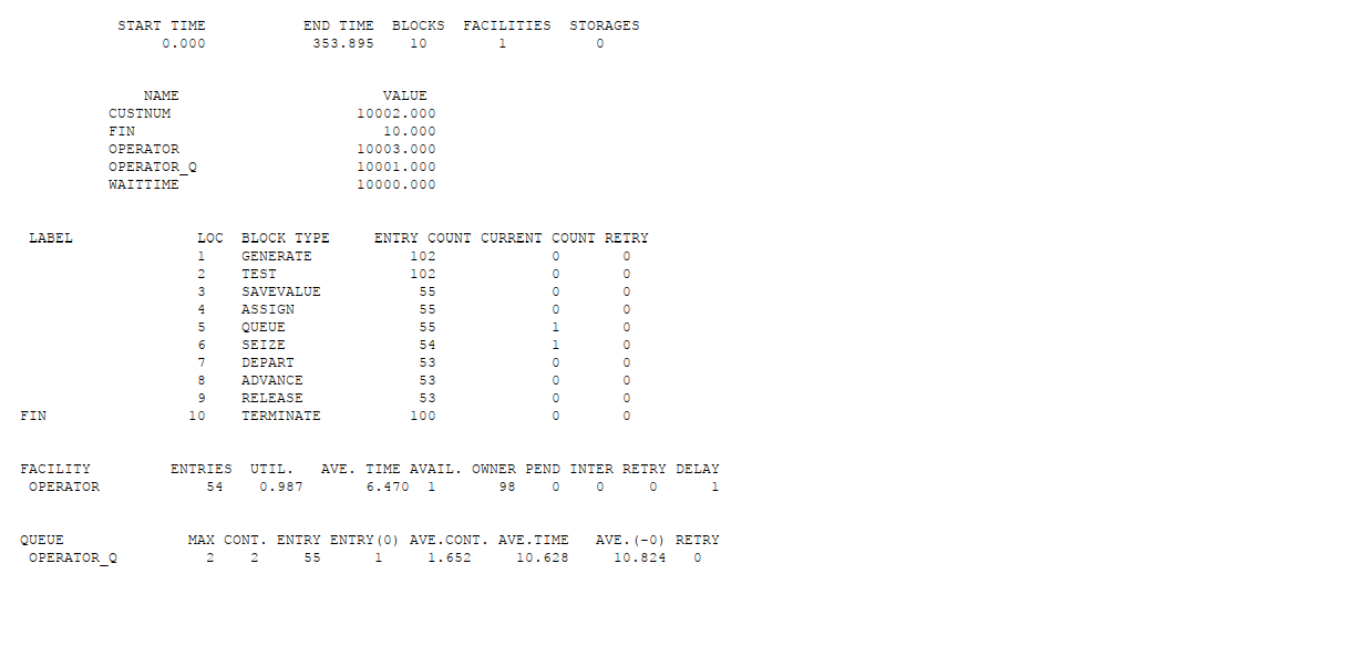 START TIME END TIME BLOCKS FACILITIES STORAGES
0.000 353.895 10 1 0
NAME VALUE
CUSTNUM 10002.000
FIN 10.000
OPERATOR 10003.000
OPERATOR_Q 10001.000
WAITTIME 10000.000
LABEL LOC BLOCK TYPE ENTRY COUNT CURRENT COUNT RETRY
1 GENERATE 102 0 0
2 TEST 102 0 0
3 SAVEVALUE 55 0 0
4 ASSIGN 55 0 0
5 QUEUE 55 1 0
6 SEIZE 54 1 0
7 DEPART 53 0 0
8 ADVANCE 53 0 0
9 RELEASE 53 0 0
FIN 10 TERMINATE 100 0 0
FACILITY ENTRIES UTIL. AVE. TIME AVAIL. OWNER PEND INTER RETRY DELAY
OPERATOR 54 0.987 6.470 1 98 0 0 0 1
QUEUE MAX CONT. ENTRY ENTRY(0) AVE.CONT. AVE.TIME AVE.(-0) RETRY
OPERATOR_Q 2 2 55 1 1.652 10.628 10.824 0